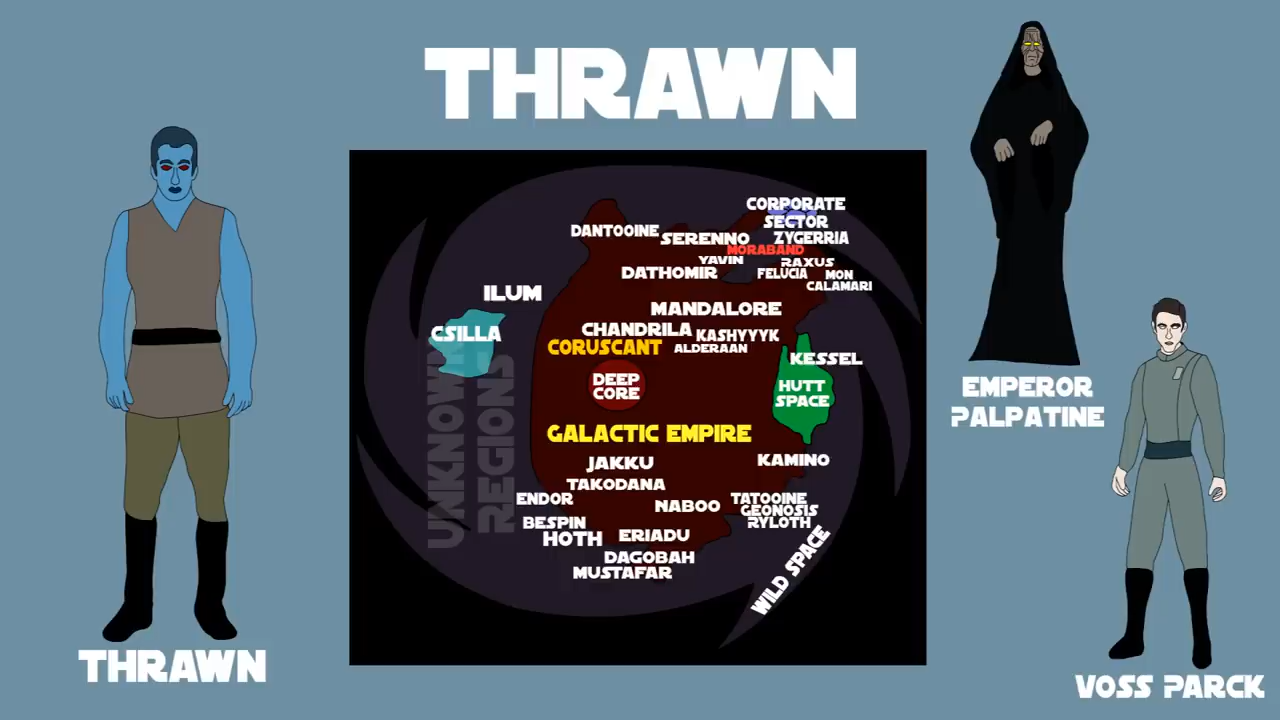 THRAWN
CORPORATE
SECTOR
DANTOOINE
SERENNO
ZYGERRIA
MORABAND
YAVIN
RAXUS
DATHOMIR
FELUCIA
MON
CALAMARI
ILUM
MANDALORE
CSILLA
CHANDRILA
KASHYYYK
CORUSCANT
ALDERAAN
KESSEL
DEEP
CORE
HUTT
SPACE
UNKNOWN
REGIONS
GALACTIC EMPIRE
JAKKU
KAMINO
TAKODANA
ENDOR
NABOO
TATOOINE
GEONOSIS
RYLOTH
BESPIN
HOTH
ERIADU
DAGOBAH
MUSTAFAR
WILD SPACE
EMPEROR
PALPATINE
THRAWN
VOSS PARCK